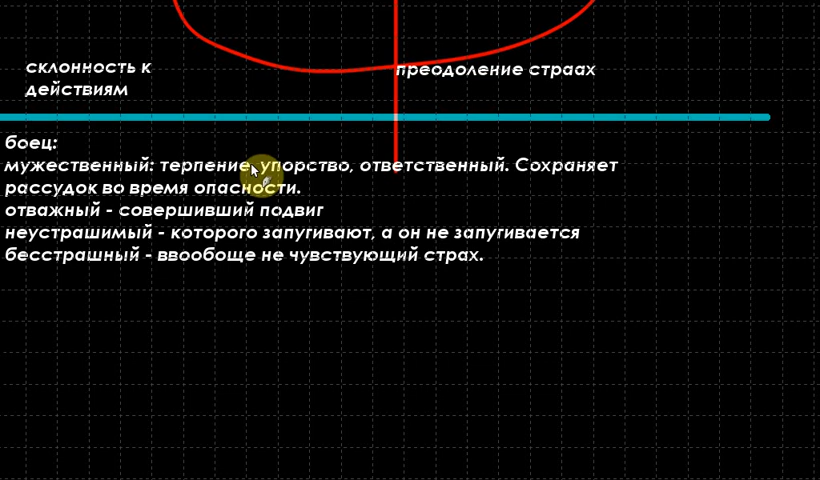 склонность к
действиям
преодоление страах
боец:
мужественный: терпение, упорство, ответственный. Сохраняет
рассудок во время опасности.
отважный - совершивший подвиг
неустрашимый - которого запугивают, а он не запугивается
бесстрашный - ввообоще не чувствующий страх.